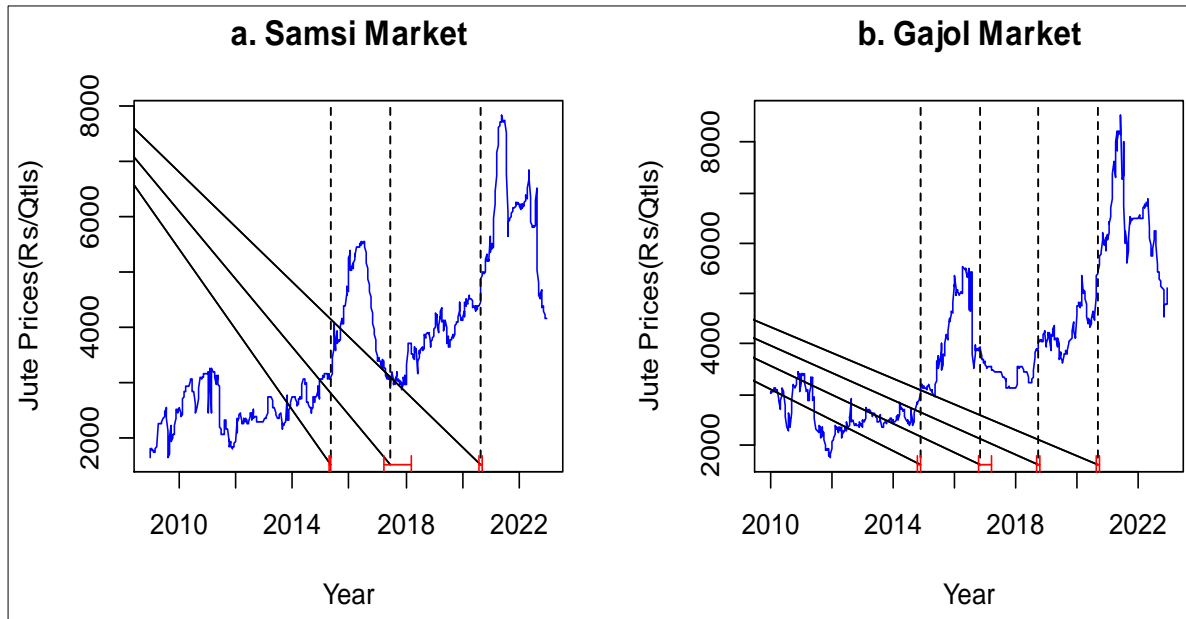 a. Samsi Market
Jute Prices(Rs/Qtls)
8000
6000
4000
2000
2010 2014 2018 2022
Year
b. Gajol Market
Jute Prices(Rs/Qtls)
8000
6000
4000
2000
2010 2014 2018 2022
Year